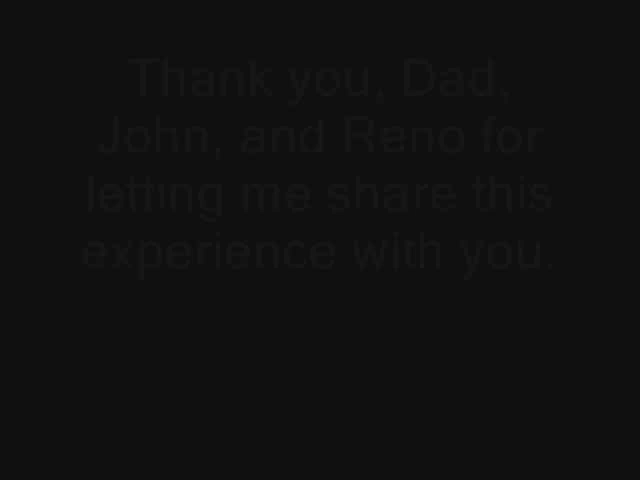 Thank you, Dad,
John, and Reno for
letting me share this
experience with you.